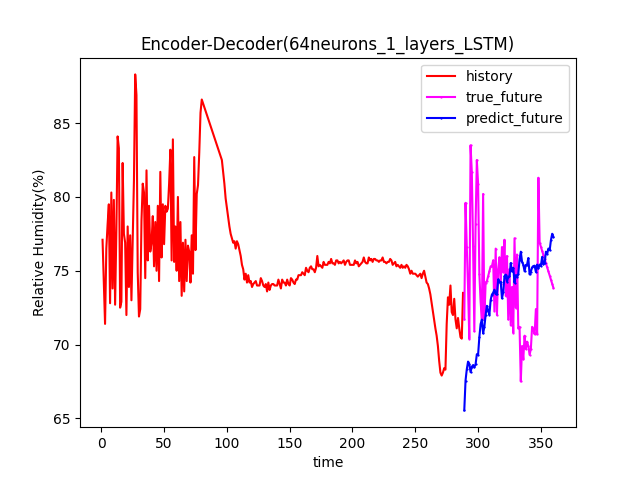 Encoder-Decoder(64neurons_1_layers_LSTM)
history
true_future
predict_future
85
80
75
70
65
Relative Humidity(%)
0 50 100 150 200 250 300 350
time